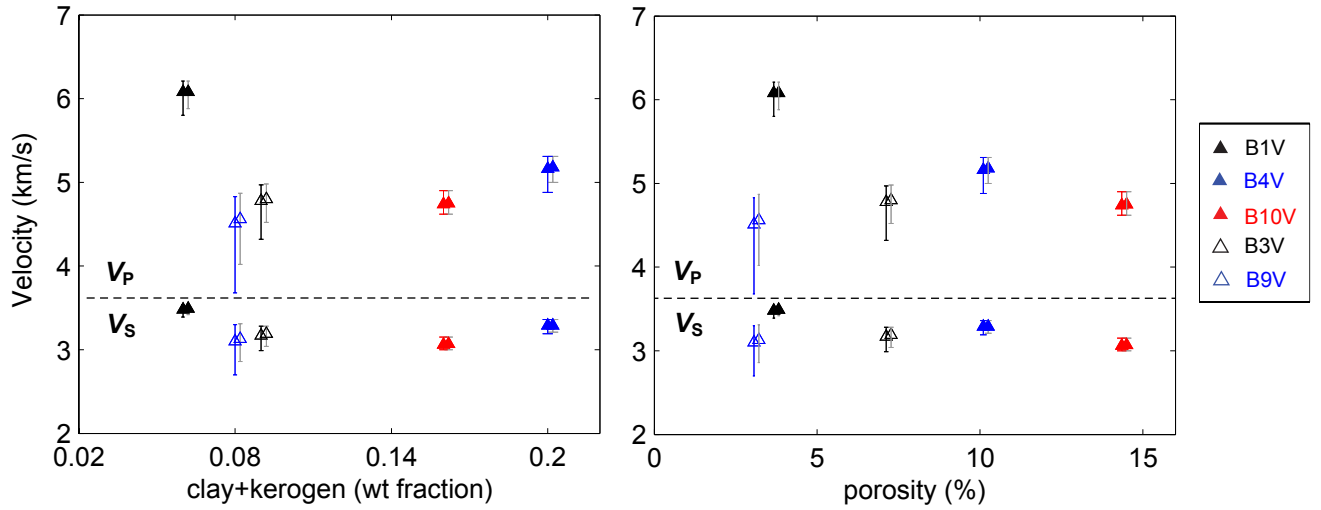 7
6
5
4
3
2
Velocity (km/s)
VP
VS
0.02
0.08
0.14
0.2
clay+kerogen (wt fraction)
7
6
5
4
3
2
VP
VS
0
5
10
15
porosity (%)
B1V
B4V
B10V
B3V
B9V